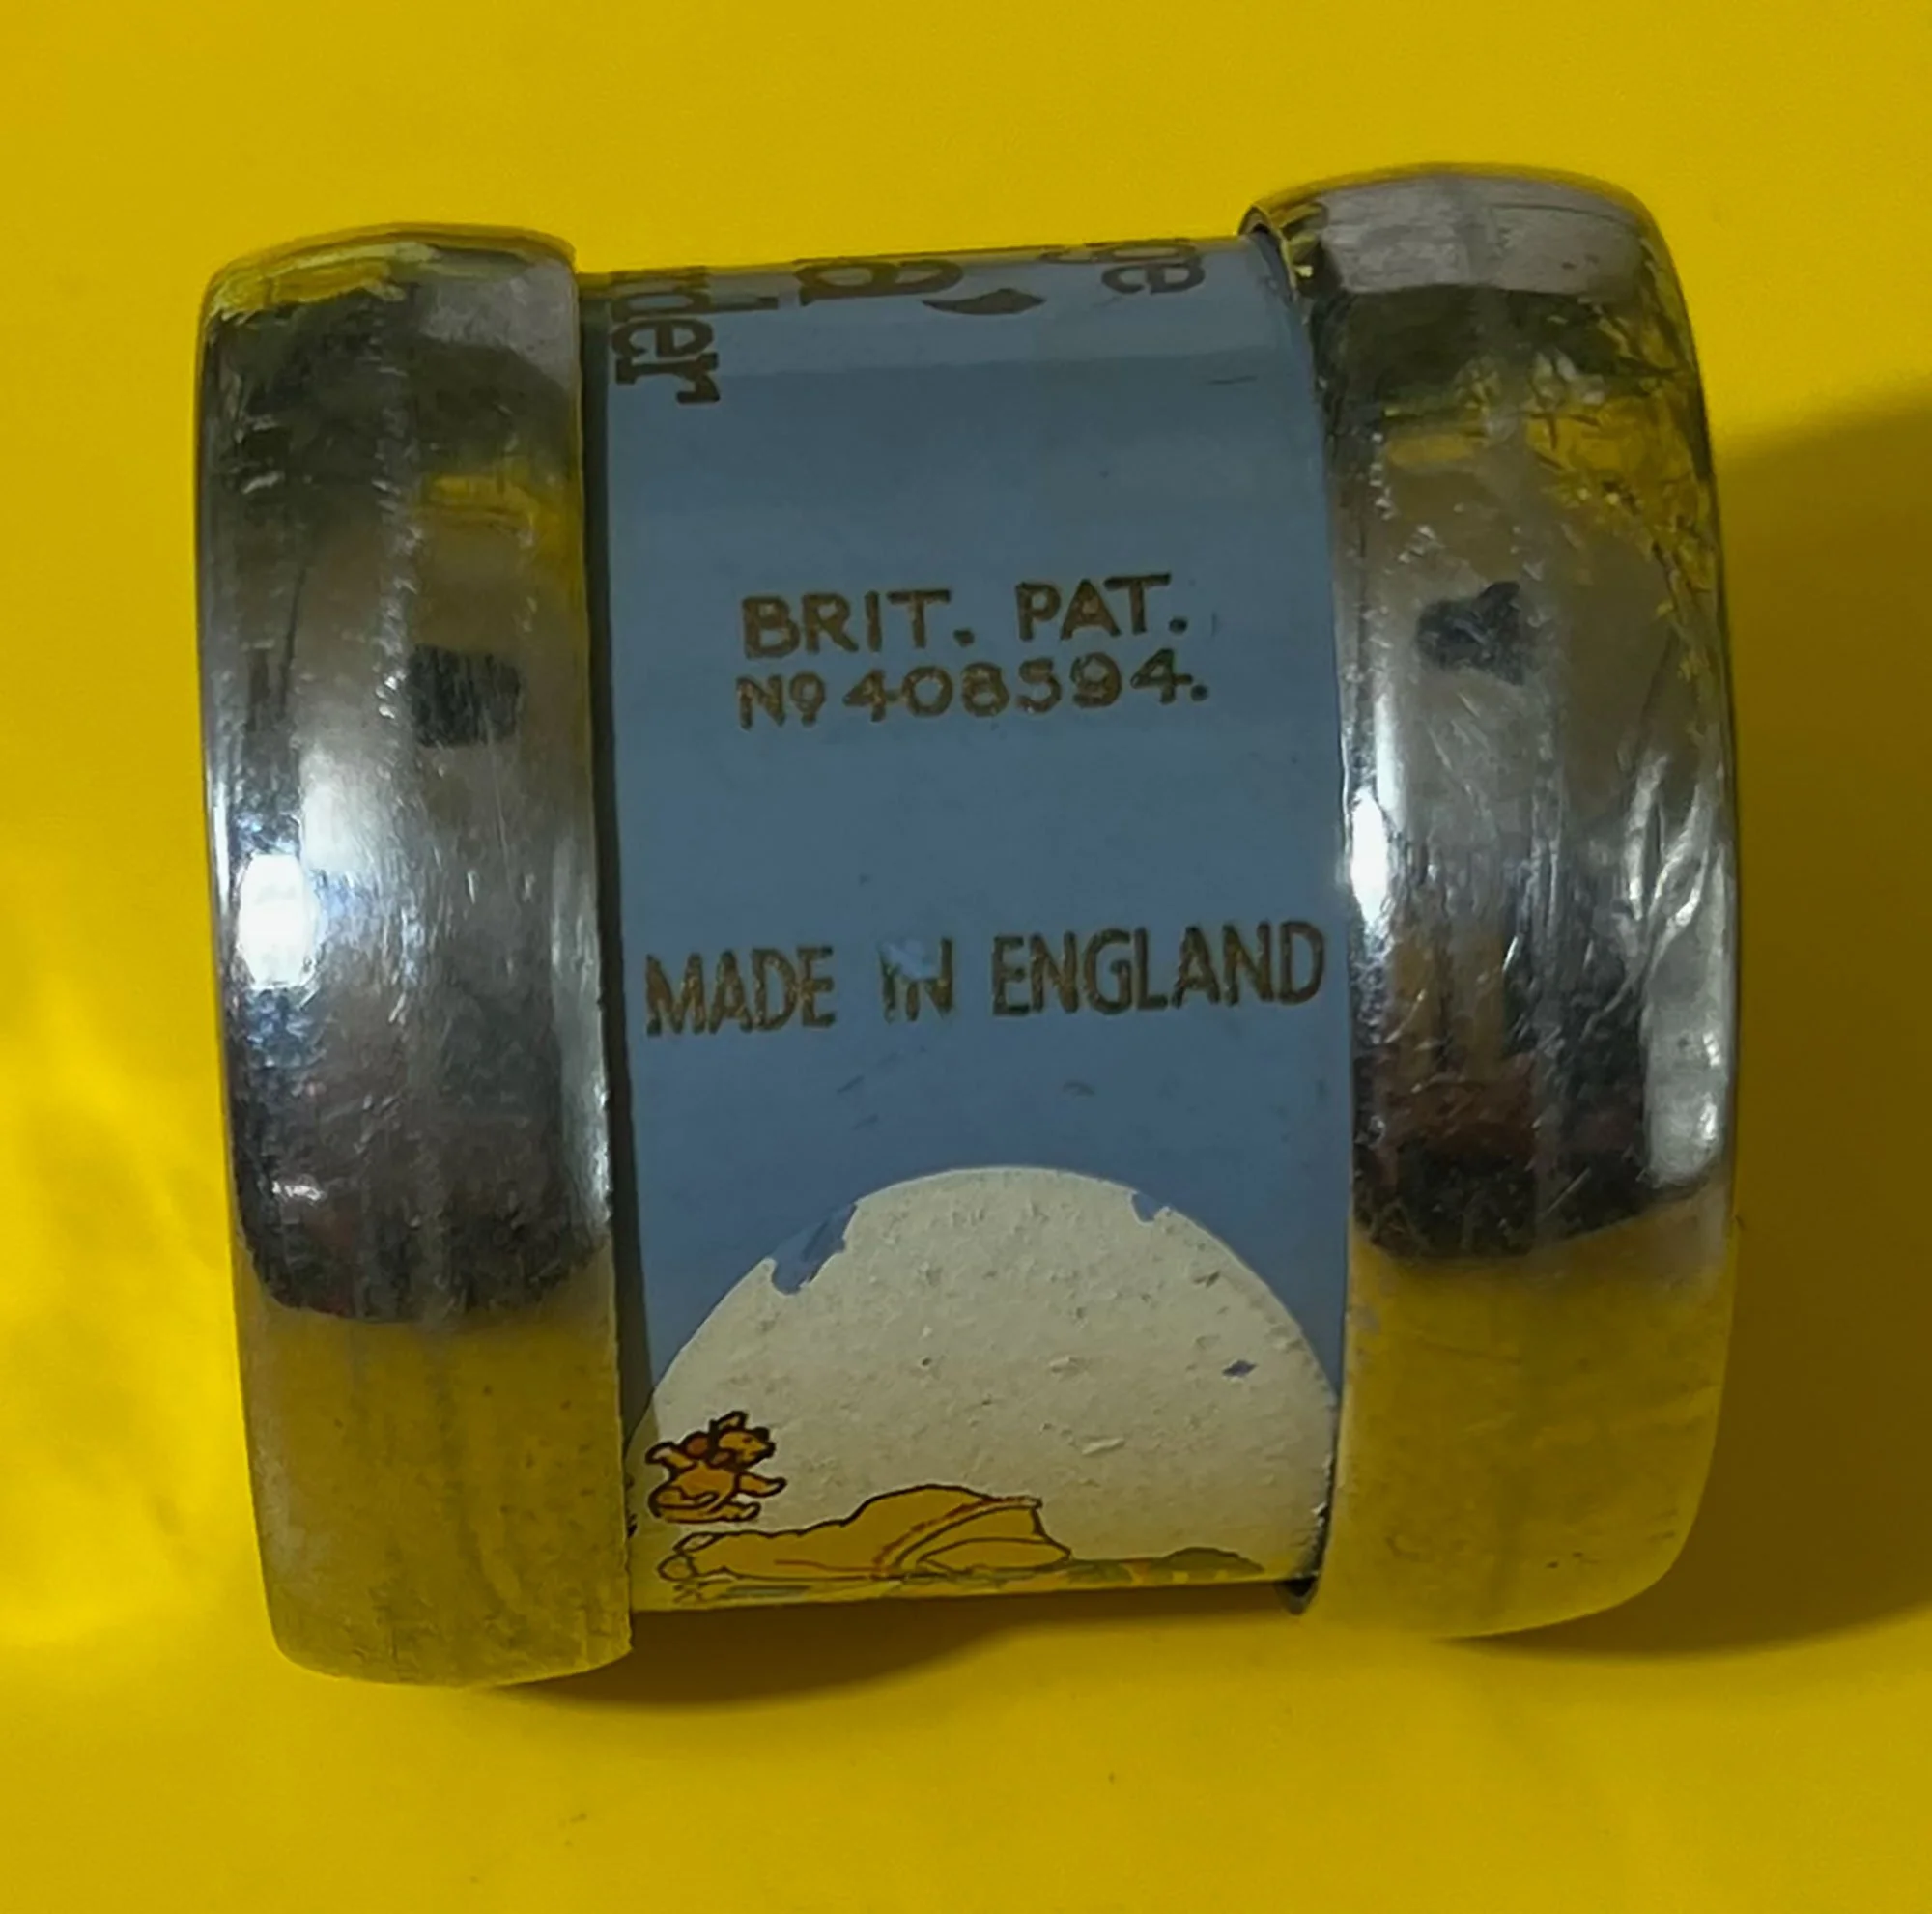 BRIT. PAT.
Nº 408594.
MADE IN ENGLAND